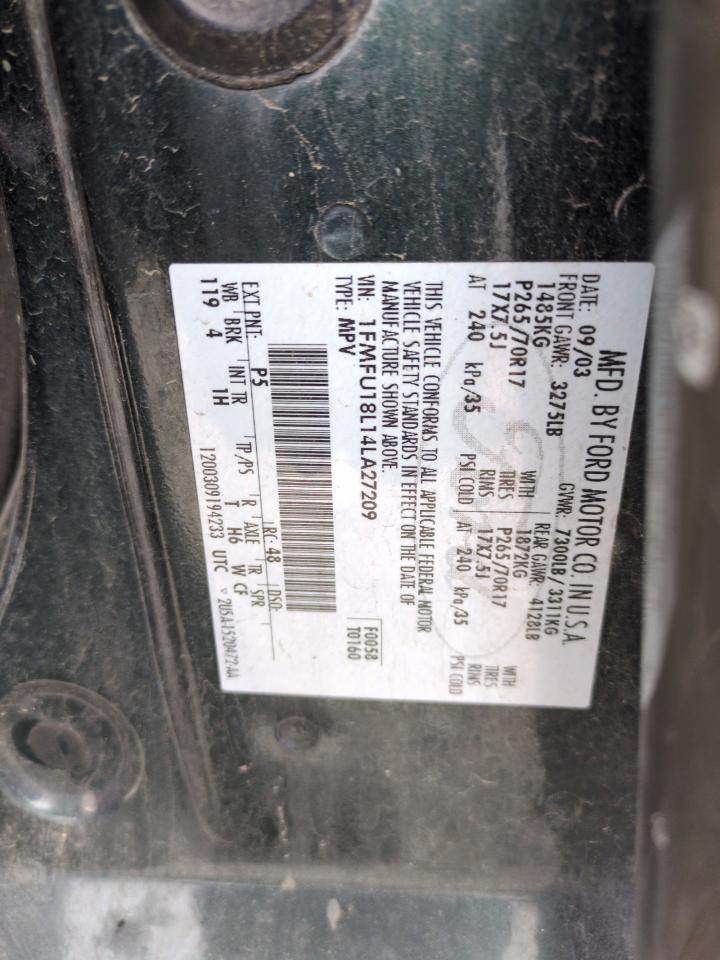 MFD. BY FORD MOTOR CO. IN U.S.A.
DATE: 09/03 GVWR: 7300LB/ 3311KG
FRONT GAWR: 3275LB REAR GAWR: 4128LB
1485KG WITH 1872KG WITH
P265/70R17 TIRES P265/70R17 TIRES
17X7.5J RIMS 17X7.5J RIMS
AT 240 kPa/35 PSI COLD AT 240 kPa/35 PSI COLD
THIS VEHICLE CONFORMS TO ALL APPLICABLE FEDERAL MOTOR
VEHICLE SAFETY STANDARDS IN EFFECT ON THE DATE OF
MANUFACTURE SHOWN ABOVE.
VIN: 1FMFU18L14LA27209 F0058
TYPE: MPV T0160
EXT PNT: P5 RC: 48 DSO:
WB BRK INT TR TP/PS R AXLE TR SPR
119 4 1H T H6 W CF
1200309194233 UTC 2U5A-1520472-AA